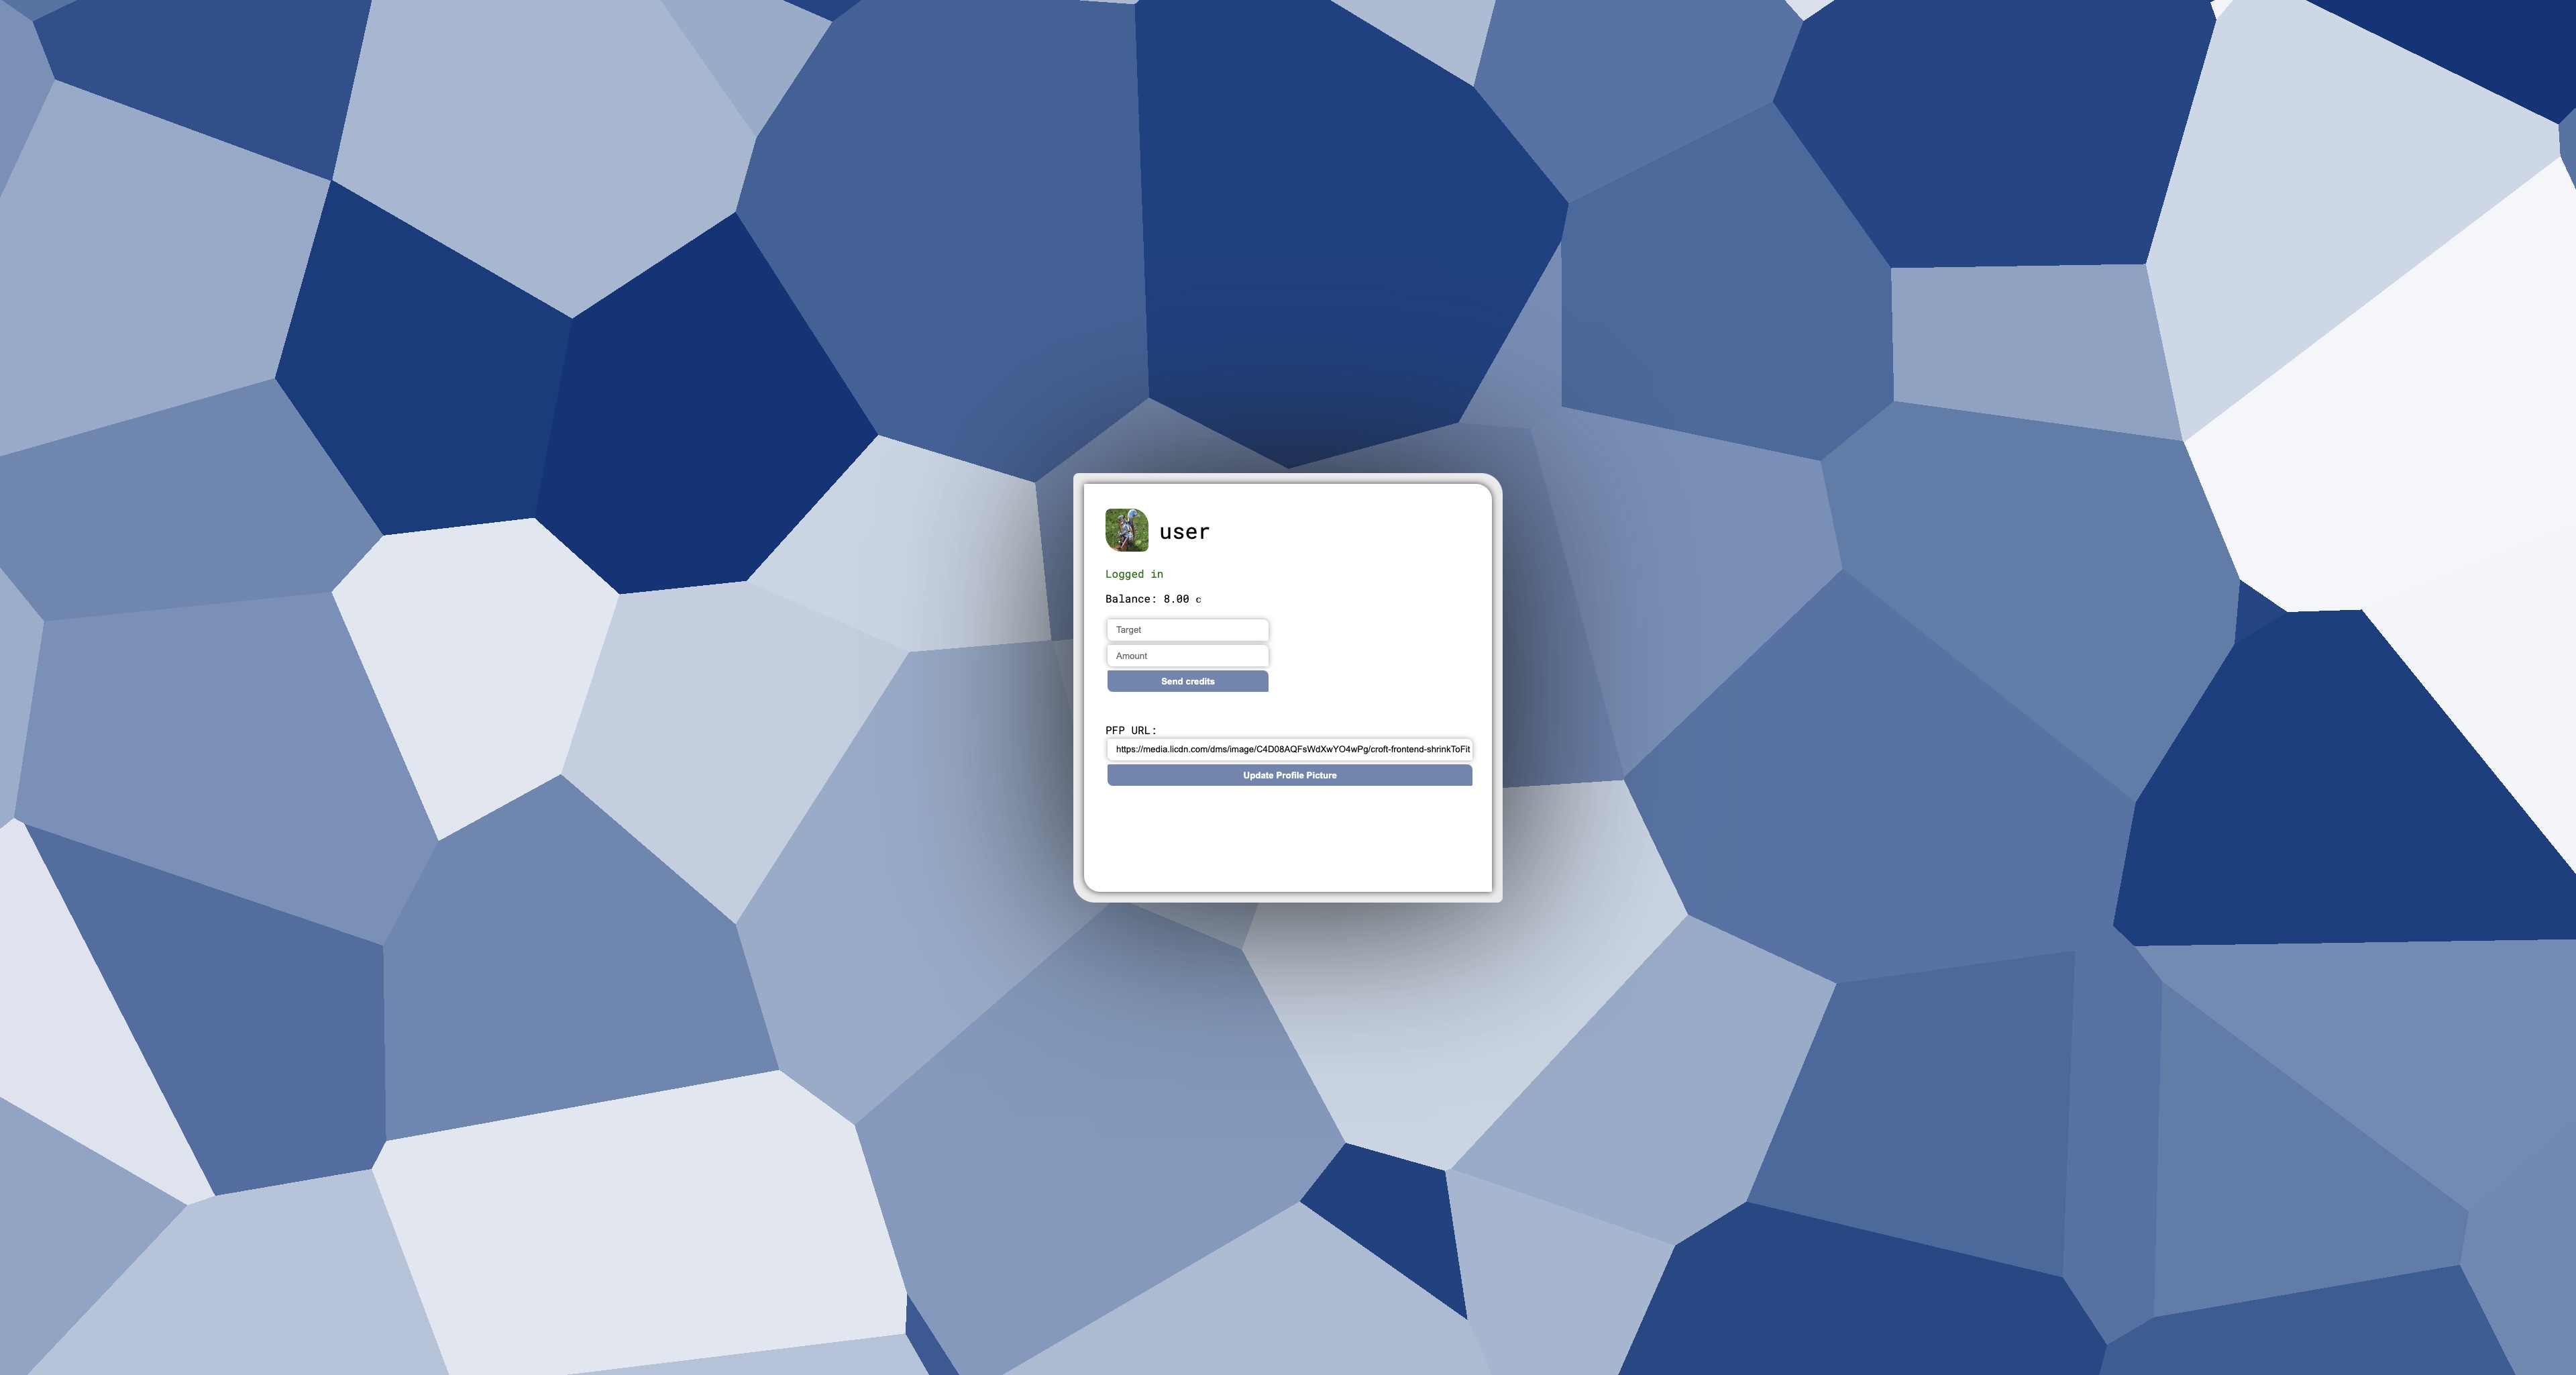 user
Logged in
Balance: 8.00 c
Target
Amount
Send credits
PFP URL:
https://media.licdn.com/dms/image/C4D08AQFsWdXwYO4wPg/croft-frontend-shrinkToFit
Update Profile Picture